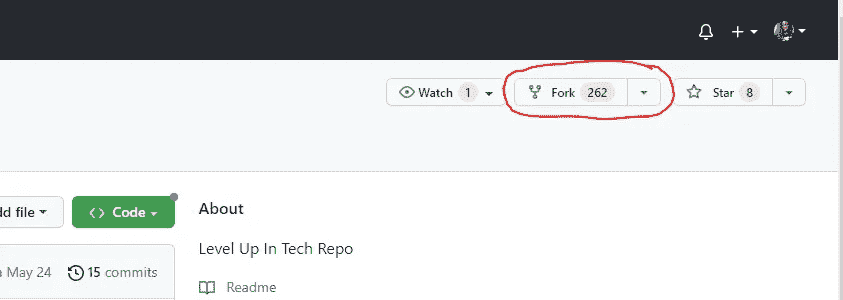 Watch 1 Fork 262 Star 8
file Code About
Level Up In Tech Repo
May 24 15 commits
Readme